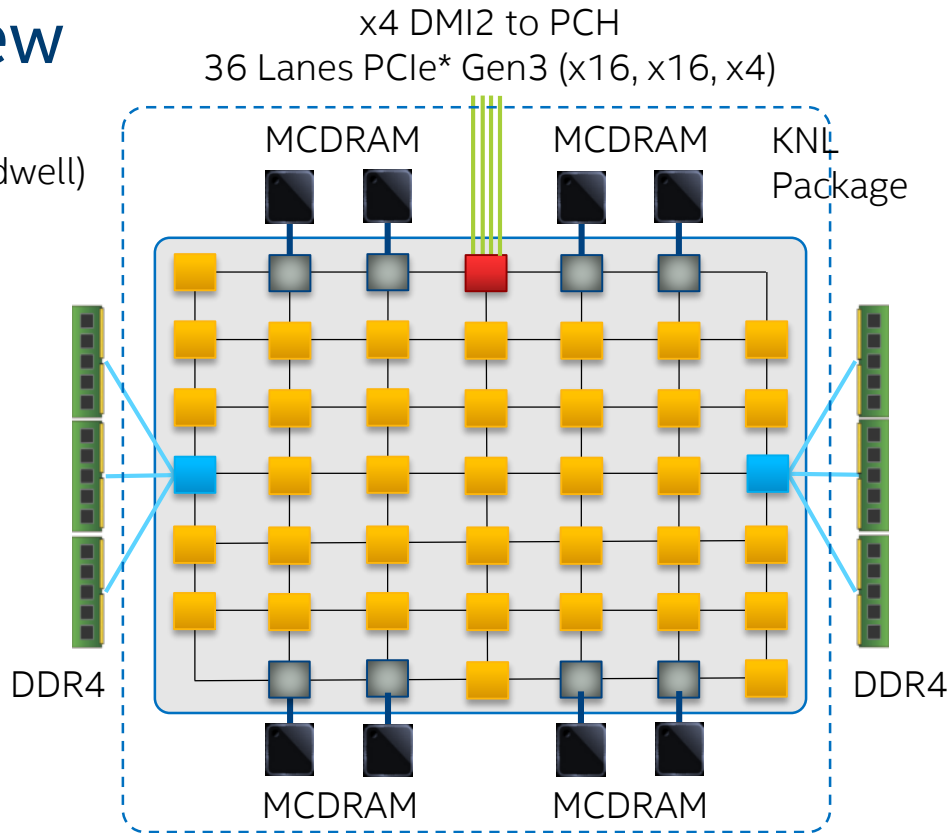 x4 DMI2 to PCH
36 Lanes PCIe* Gen3 (x16, x16, x4)
MCDRAM
MCDRAM
KNL
Package
DDR4
DDR4
MCDRAM
MCDRAM